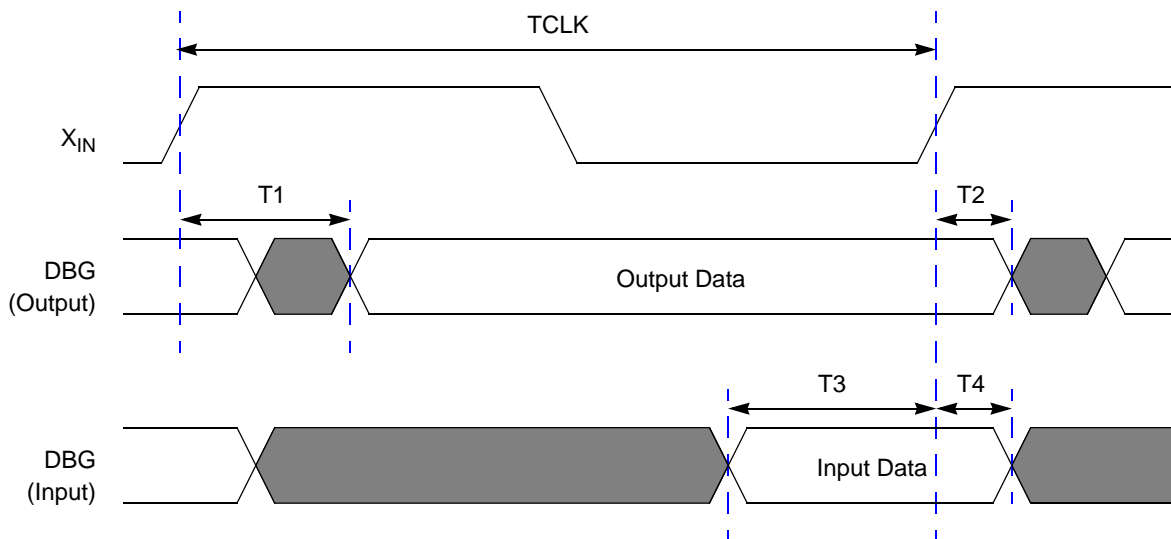 TCLK
XIN
T1
T2
DBG
(Output)
Output Data
T3
T4
DBG
(Input)
Input Data